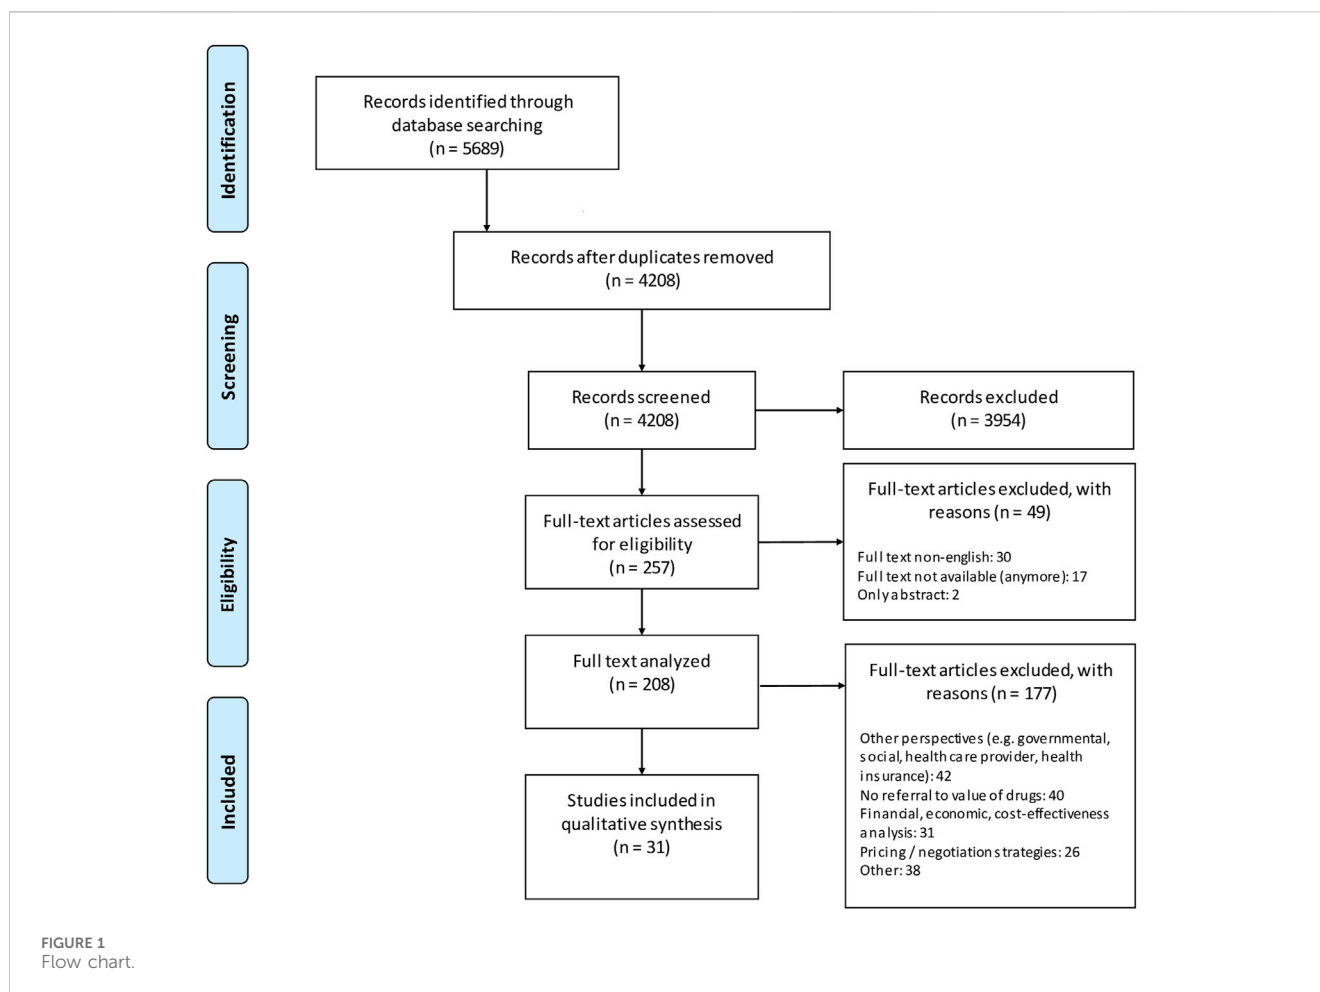 Identification
Records identified through
database searching
(n = 5689)
Records after duplicates removed
(n = 4208)
Screening
Records screened
(n = 4208)
Records excluded
(n = 3954)
Eligibility
Full-text articles assessed
for eligibility
(n = 257)
Full-text articles excluded, with
reasons (n = 49)
Full text non-english: 30
Full text not available (anymore): 17
Only abstract: 2
Full text analyzed
(n = 208)
Full-text articles excluded, with
reasons (n = 177)
Other perspectives (e.g. governmental,
social, health care provider, health
insurance): 42
No referral to value of drugs: 40
Financial, economic, cost-effectiveness
analysis: 31
Pricing / negotiation strategies: 26
Other: 38
Included
Studies included in
qualitative synthesis
(n = 31)
FIGURE 1
Flow chart.